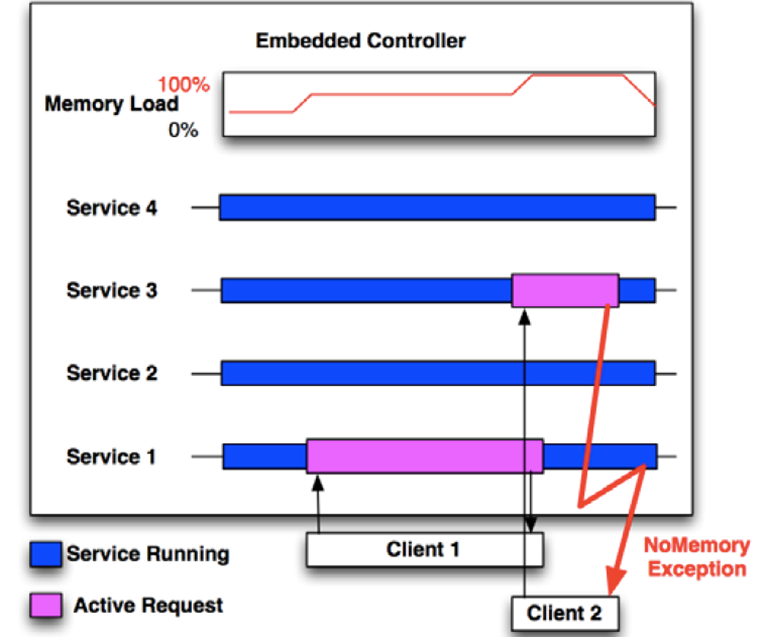 Embedded Controller
100%
Memory Load
0%
Service 4
Service 3
Service 2
Service 1
Client 1
Service Running
NoMemory
Exception
Active Request
Client 2